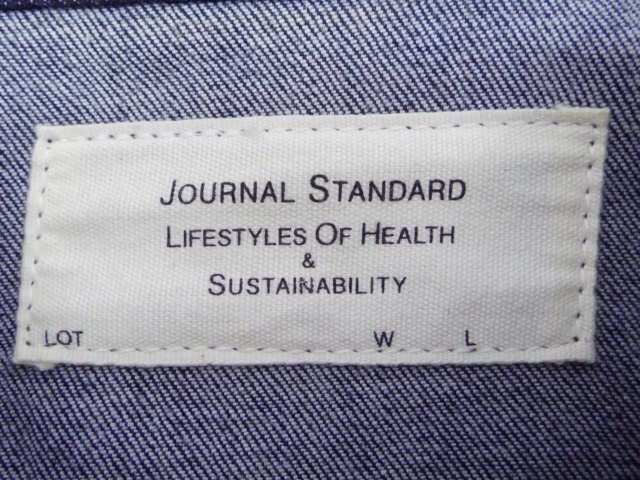 JOURNAL STANDARD
LIFESTYLES OF HEALTH
&
SUSTAINABILITY
LOT W L